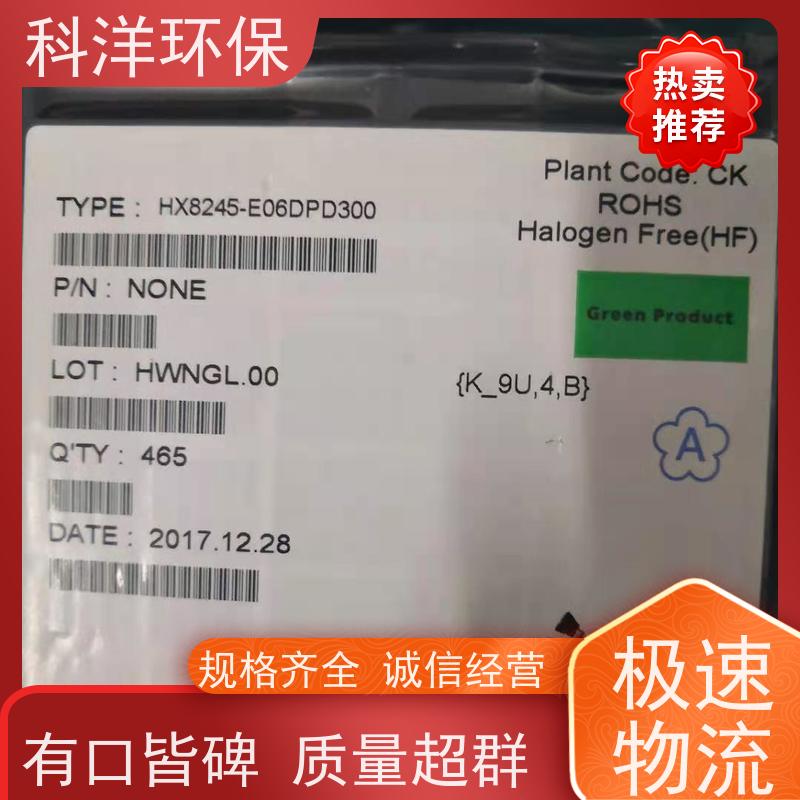 科洋环保
热卖
推荐
Plant Code: CK
ROHS
Halogen Free(HF)
TYPE : HX8245-E06DPD300
Green Product
P/N : NONE
LOT : HWNGL.00
{K_9U,4,B}
A
Q'TY : 465
DATE : 2017.12.28
规格齐全 诚信经营
极速
物流
有口皆碑 质量超群